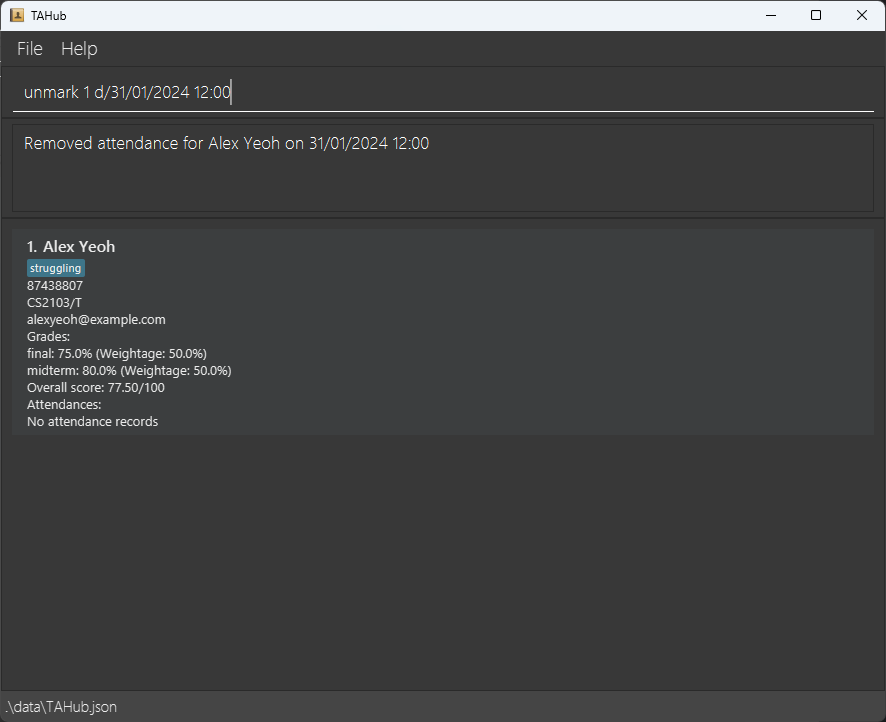 TAHub
File Help
unmark 1 d/31/01/2024 12:00
Removed attendance for Alex Yeoh on 31/01/2024 12:00
1. Alex Yeoh
struggling
87438807
CS2103/T
alexyeoh@example.com
Grades:
final: 75.0% (Weightage: 50.0%)
midterm: 80.0% (Weightage: 50.0%)
Overall score: 77.50/100
Attendances:
No attendance records
.\data\TAHub.json